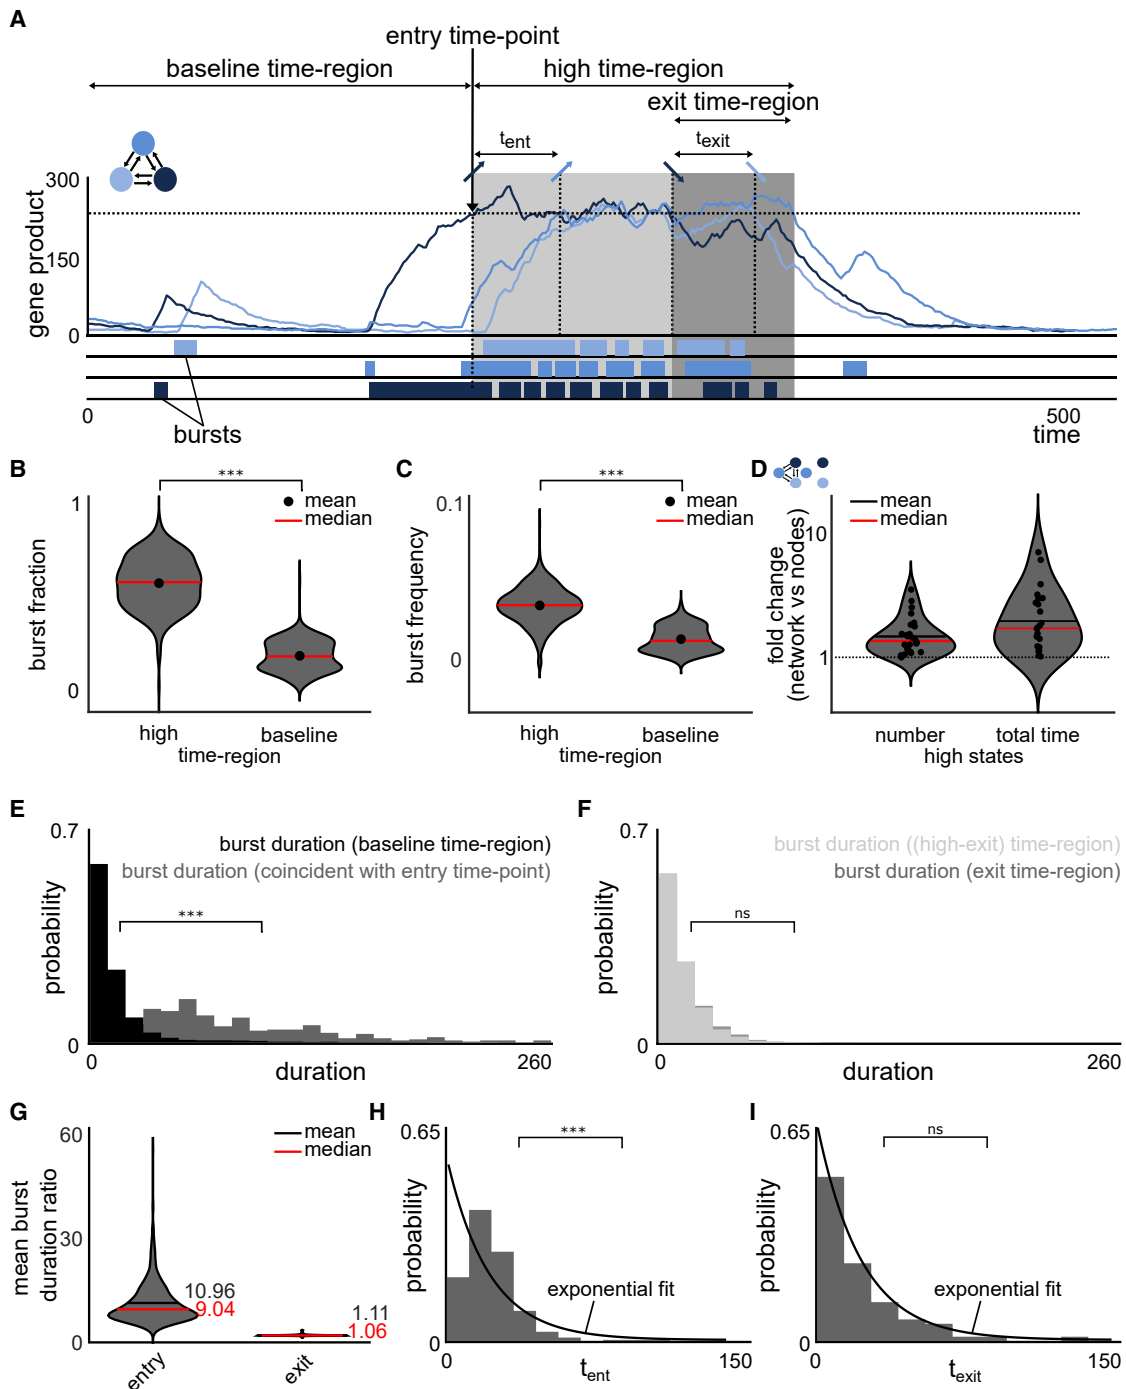 A
entry time-point
baseline time-region
high time-region
exit time-region
t_ent
t_exit
300
150
0
gene product
0
500
bursts
time
B
***
mean
median
1
0
burst fraction
high
baseline
time-region
C
***
mean
median
0.1
0
burst frequency
high
baseline
time-region
D
mean
median
10
1
fold change
(network vs nodes)
number
total time
high states
E
0.7
burst duration (baseline time-region)
burst duration (coincident with entry time-point)
***
probability
0
0
260
duration
F
0.7
burst duration ((high-exit) time-region)
burst duration (exit time-region)
ns
probability
0
0
260
duration
G
60
30
0
mean burst
duration ratio
mean
median
10.96
9.04
1.11
1.06
entry
exit
H
0.65
***
probability
exponential fit
0
0
150
t_ent
I
0.65
ns
probability
exponential fit
0
0
150
t_exit